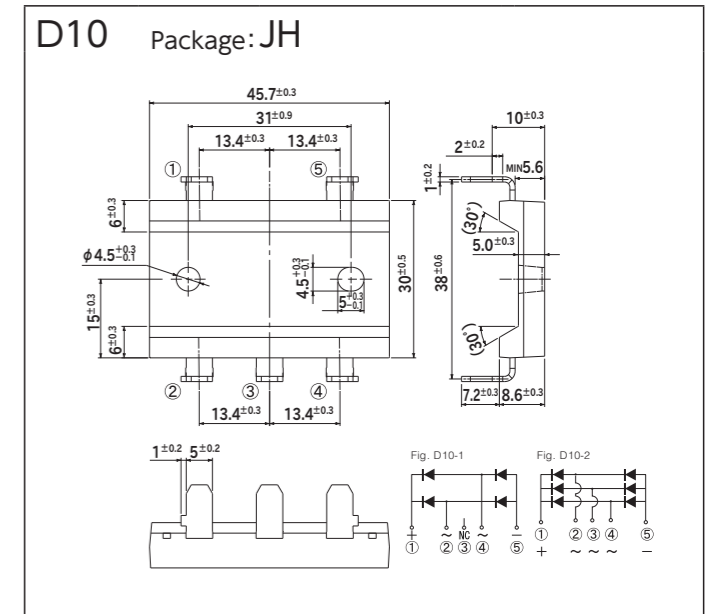 D10 Package: JH
45.7±0.3
31±0.9
13.4±0.3 13.4±0.3
① ⑤
6±0.3
φ4.5+0.3-0.1
4.5+0.3-0.1
5+0.3-0.1
30±0.5
15±0.3
6±0.3
② ③ ④
13.4±0.3 13.4±0.3
10±0.3
2±0.2
MIN5.6
1±0.2
(30°)
5.0±0.3
38±0.6
(30°)
7.2±0.3 8.6±0.3
1±0.2 5±0.2
Fig. D10-1
+ ~ NC ~ −
① ② ③ ④ ⑤
Fig. D10-2
① ② ③ ④ ⑤
+ ~ ~ ~ −